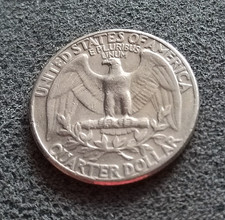 UNITED STATES OF AMERICA
E PLURIBUS
UNUM
QUARTER DOLLAR